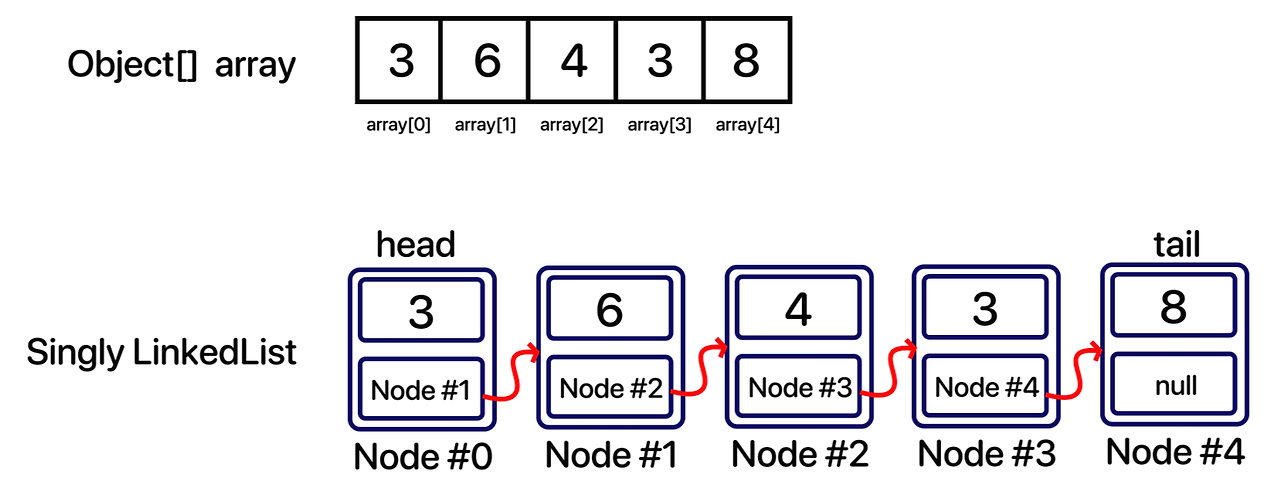 Object[] array
3 6 4 3 8
array[0] array[1] array[2] array[3] array[4]
head tail
Singly LinkedList
3 6 4 3 8
Node #1 Node #2 Node #3 Node #4 null
Node #0 Node #1 Node #2 Node #3 Node #4